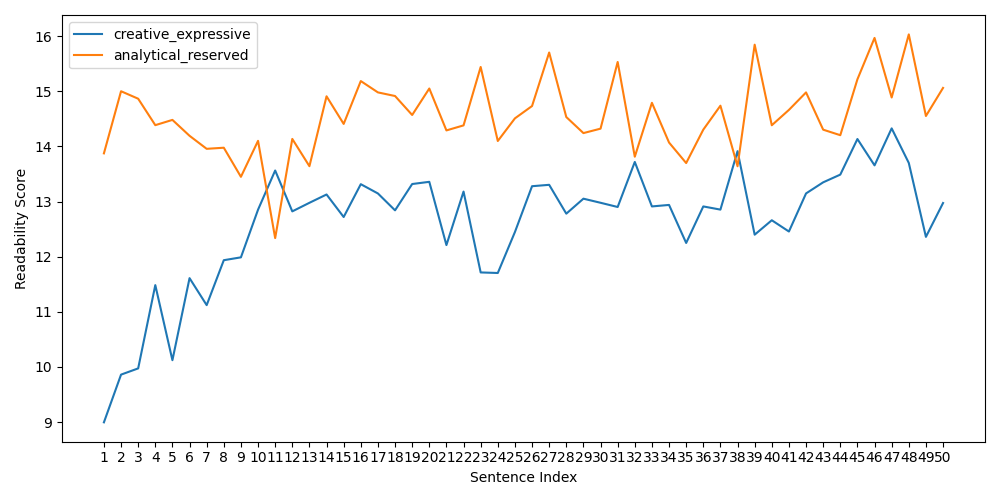 creative_expressive
analytical_reserved
16
15
14
13
12
11
10
9
Readability Score
1 2 3 4 5 6 7 8 9 10 11 12 13 14 15 16 17 18 19 20 21 22 23 24 25 26 27 28 29 30 31 32 33 34 35 36 37 38 39 40 41 42 43 44 45 46 47 48 49 50
Sentence Index